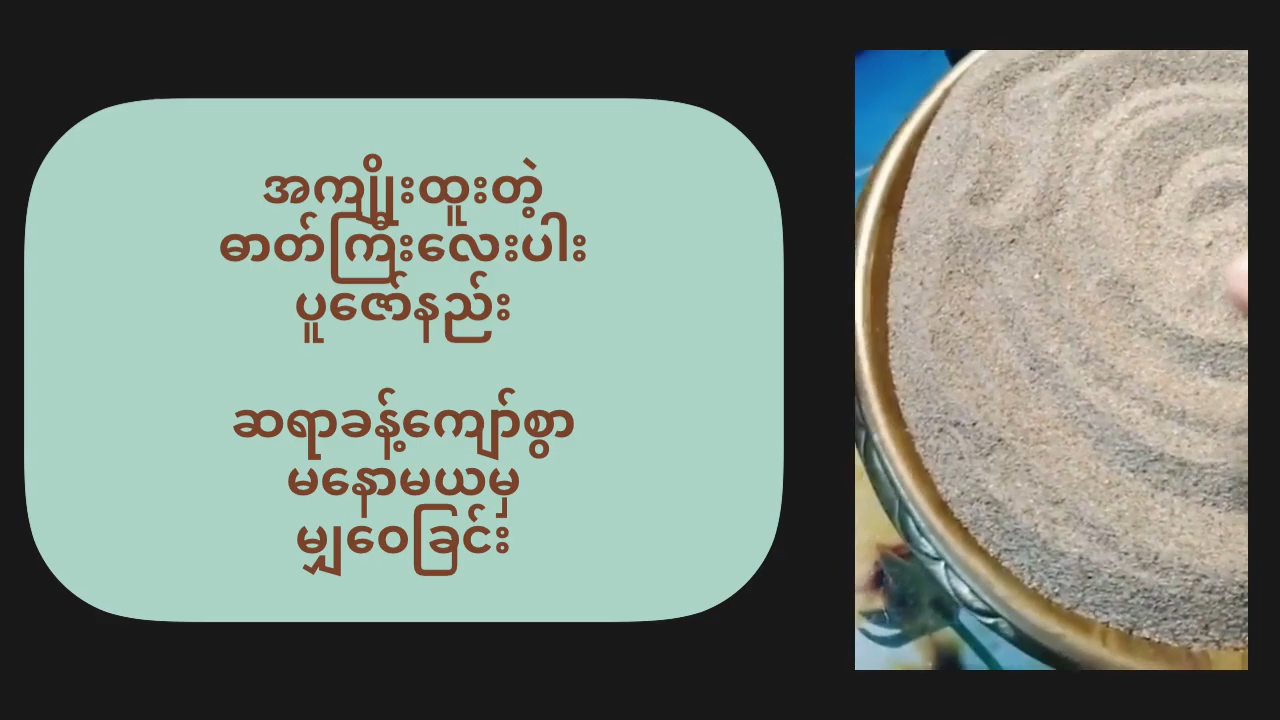 အကျိုးထူးတဲ့
ဓာတ်ကြီးလေးပါး
ပူဇော်နည်း
ဆရာခန့်ကျော်စွာ
မနောမယမှ
မျှဝေခြင်း